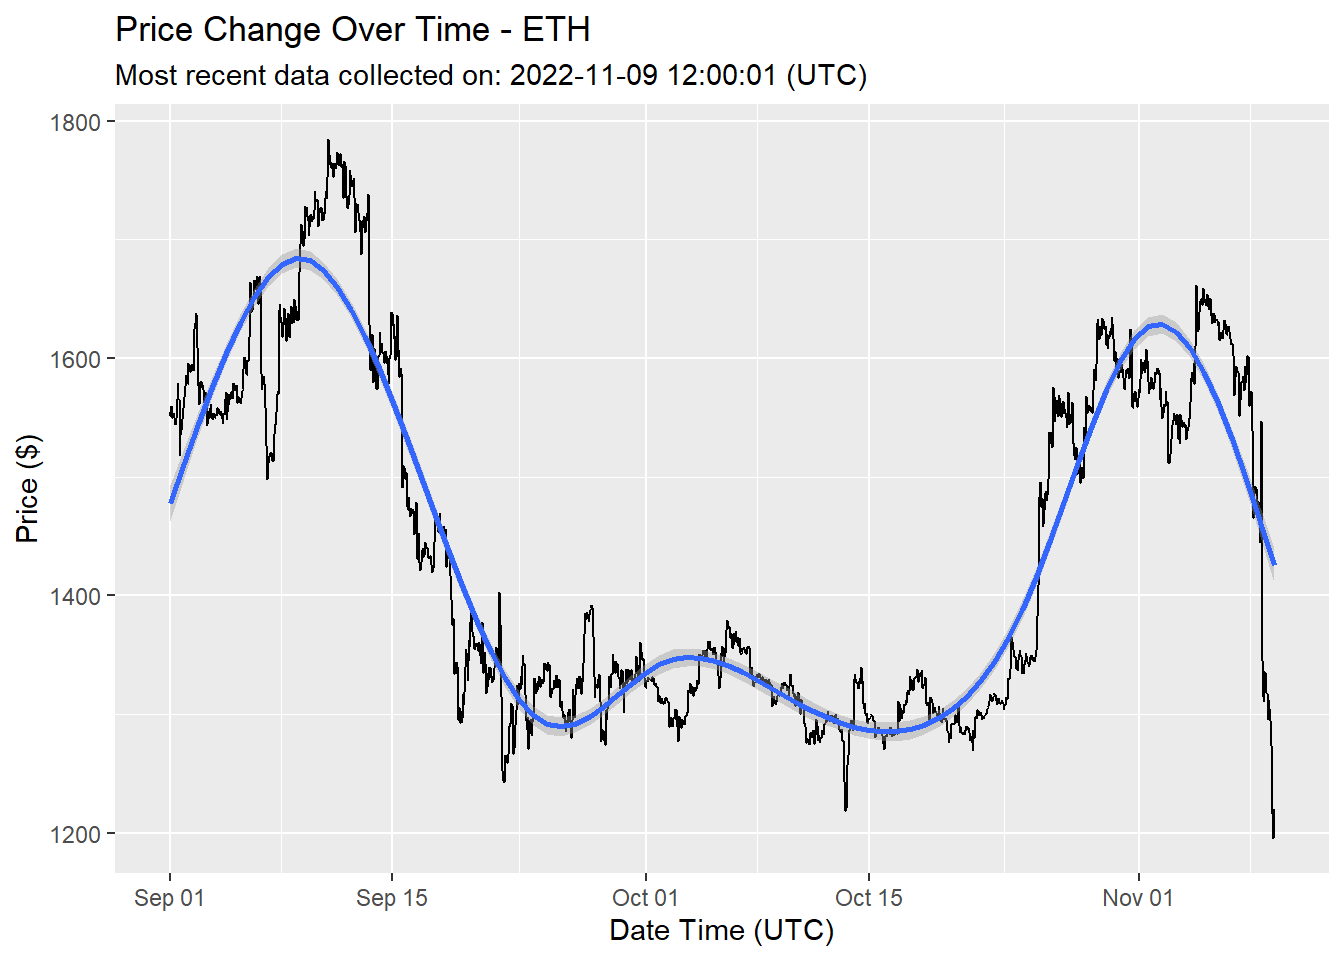 Price Change Over Time - ETH
Most recent data collected on: 2022-11-09 12:00:01 (UTC)
1800
1600
1400
1200
Price ($)
Sep 01
Sep 15
Oct 01
Oct 15
Nov 01
Date Time (UTC)